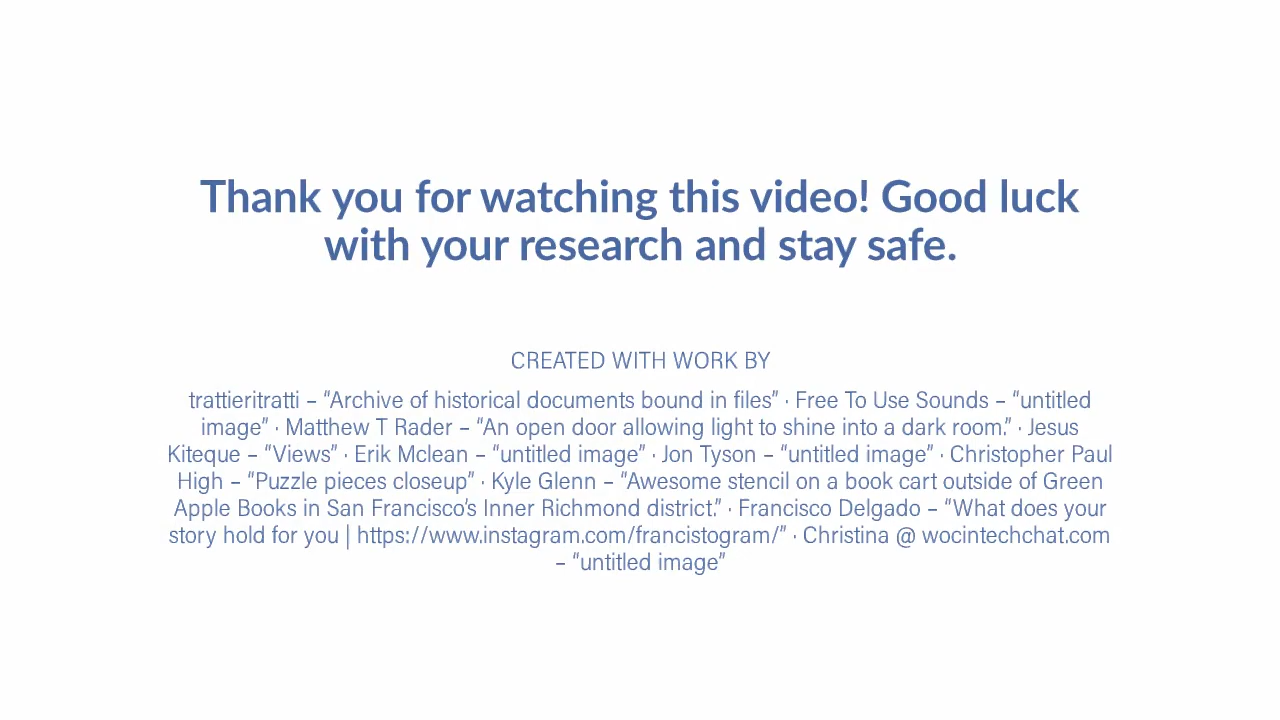 Thank you for watching this video! Good luck
with your research and stay safe.
CREATED WITH WORK BY
trattieritratti – “Archive of historical documents bound in files” · Free To Use Sounds – “untitled
image” · Matthew T Rader – “An open door allowing light to shine into a dark room.” · Jesus
Kiteque – “Views” · Erik Mclean – “untitled image” · Jon Tyson – “untitled image” · Christopher Paul
High – “Puzzle pieces closeup” · Kyle Glenn – “Awesome stencil on a book cart outside of Green
Apple Books in San Francisco’s Inner Richmond district.” · Francisco Delgado – “What does your
story hold for you | https://www.instagram.com/francistogram/” · Christina @ wocintechchat.com
– “untitled image”